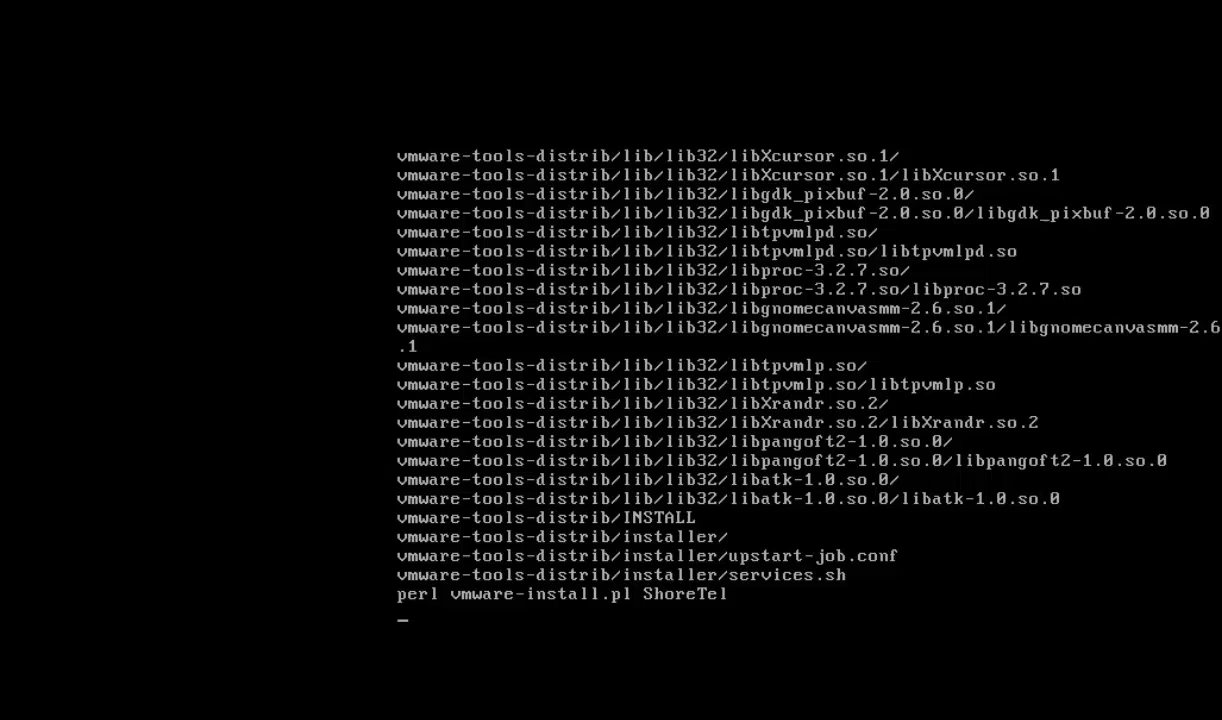 vmware-tools-distrib/lib/lib32/libXcursor.so.1/
vmware-tools-distrib/lib/lib32/libXcursor.so.1/libXcursor.so.1
vmware-tools-distrib/lib/lib32/libgdk_pixbuf-2.0.so.0/
vmware-tools-distrib/lib/lib32/libgdk_pixbuf-2.0.so.0/libgdk_pixbuf-2.0.so.0
vmware-tools-distrib/lib/lib32/libtpvmlpd.so/
vmware-tools-distrib/lib/lib32/libtpvmlpd.so/libtpvmlpd.so
vmware-tools-distrib/lib/lib32/libproc-3.2.7.so/
vmware-tools-distrib/lib/lib32/libproc-3.2.7.so/libproc-3.2.7.so
vmware-tools-distrib/lib/lib32/libgnomecanvasmm-2.6.so.1/
vmware-tools-distrib/lib/lib32/libgnomecanvasmm-2.6.so.1/libgnomecanvasmm-2.6
.1
vmware-tools-distrib/lib/lib32/libtpvmlp.so/
vmware-tools-distrib/lib/lib32/libtpvmlp.so/libtpvmlp.so
vmware-tools-distrib/lib/lib32/libXrandr.so.2/
vmware-tools-distrib/lib/lib32/libXrandr.so.2/libXrandr.so.2
vmware-tools-distrib/lib/lib32/libpangoft2-1.0.so.0/
vmware-tools-distrib/lib/lib32/libpangoft2-1.0.so.0/libpangoft2-1.0.so.0
vmware-tools-distrib/lib/lib32/libatk-1.0.so.0/
vmware-tools-distrib/lib/lib32/libatk-1.0.so.0/libatk-1.0.so.0
vmware-tools-distrib/INSTALL
vmware-tools-distrib/installer/
vmware-tools-distrib/installer/upstart-job.conf
vmware-tools-distrib/installer/services.sh
perl vmware-install.pl ShoreTel
_